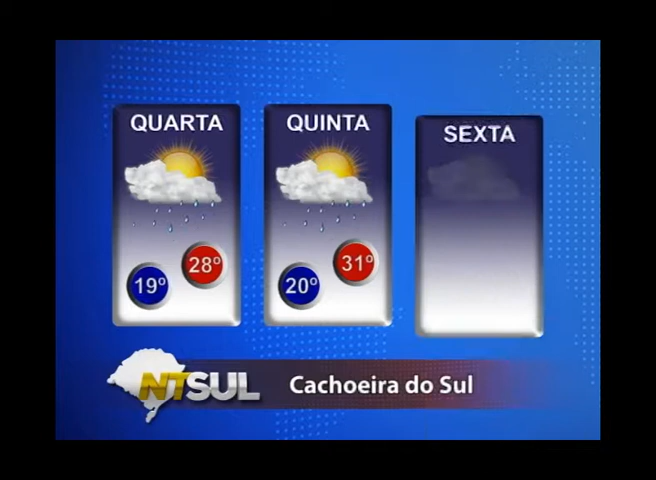 QUARTA
19º
28º
QUINTA
20º
31º
SEXTA
NTSUL
Cachoeira do Sul